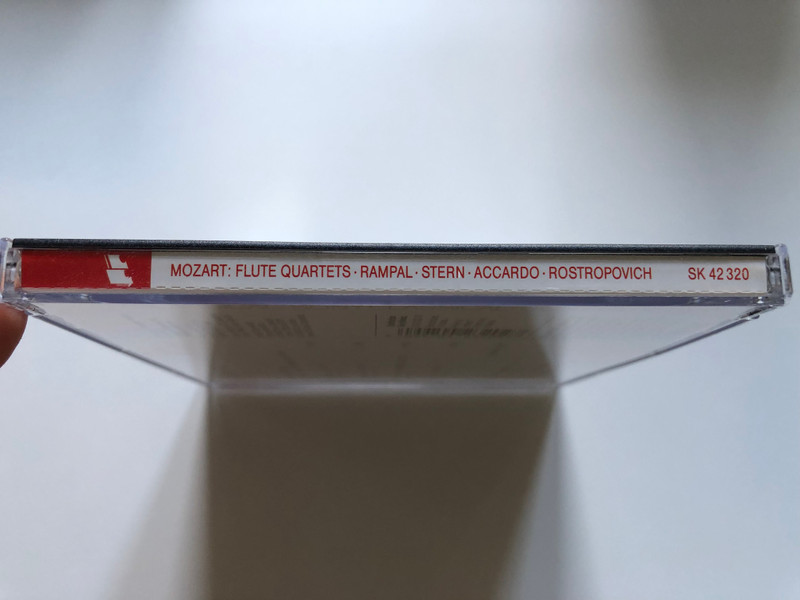 MOZART: FLUTE QUARTETS · RAMPAL · STERN · ACCARDO · ROSTROPOVICH SK 42 320